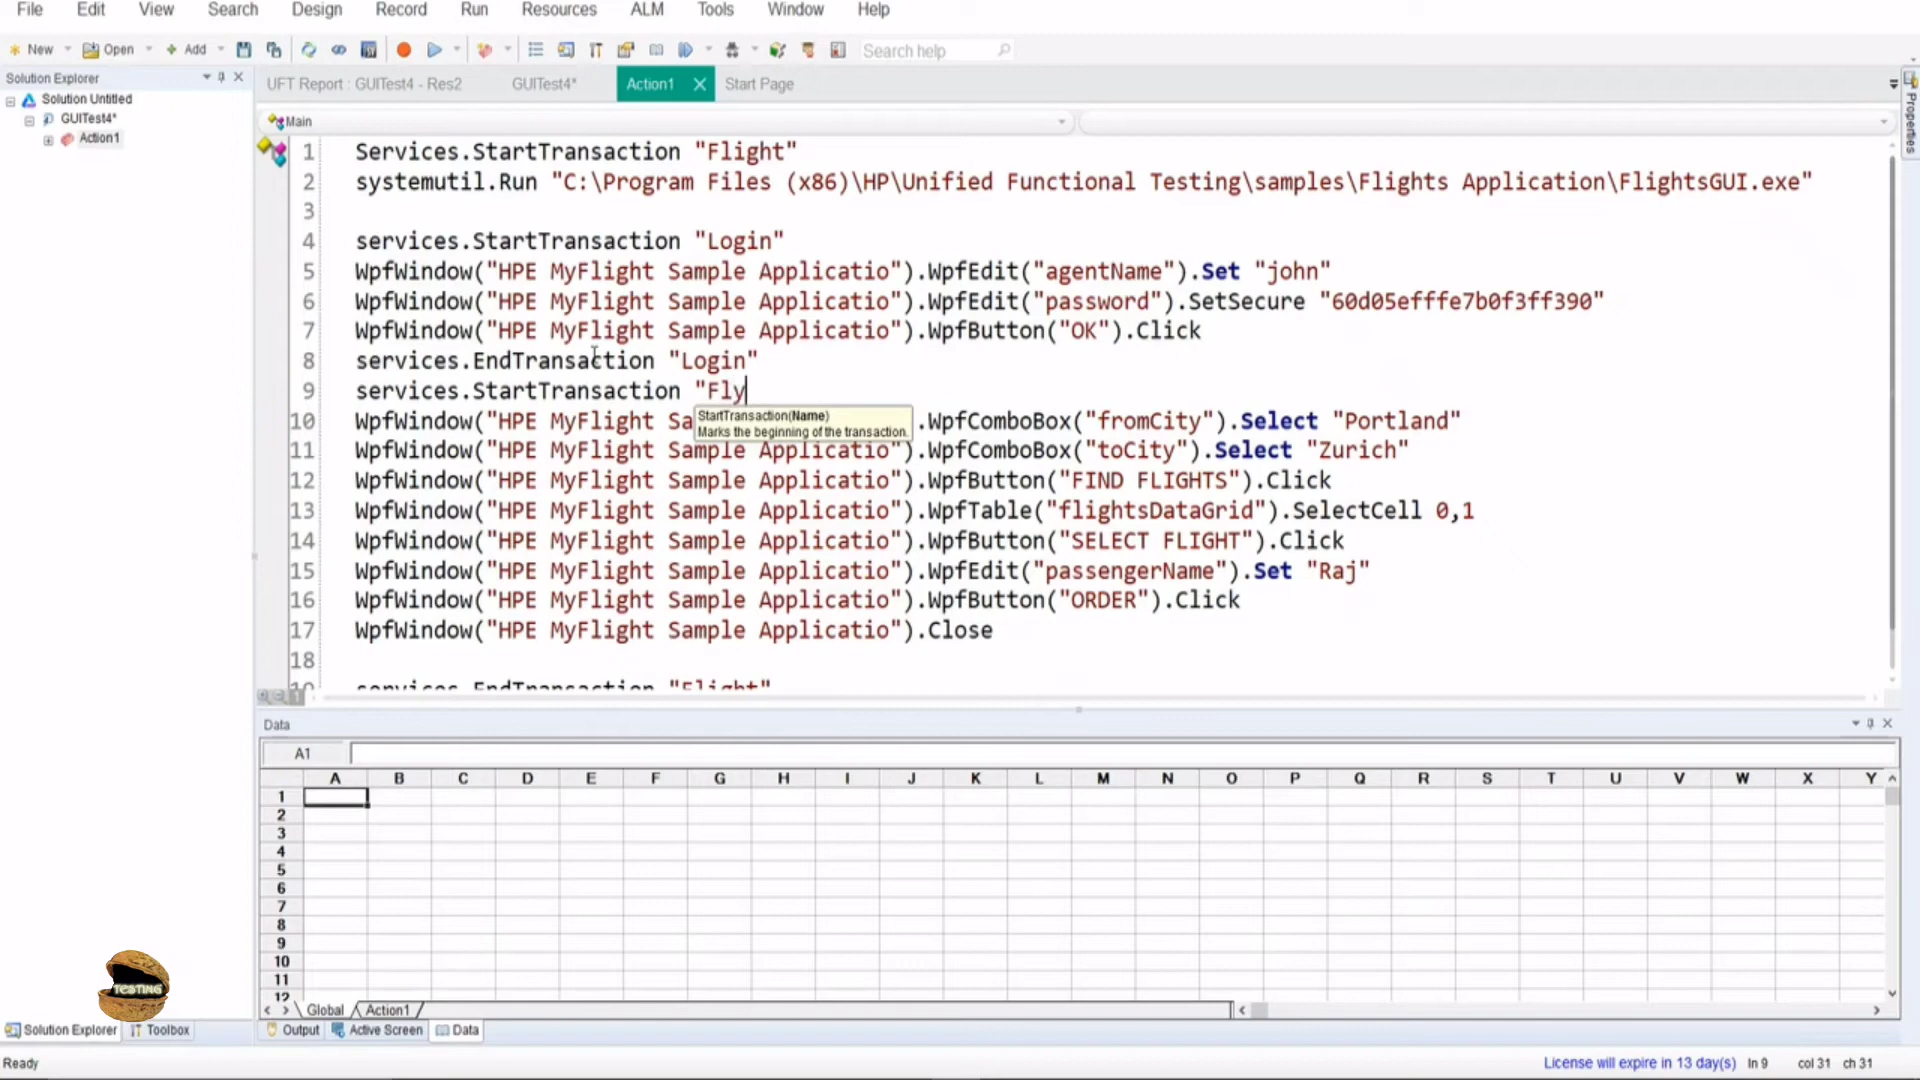 File Edit View Search Design Record Run Resources ALM Tools Window Help
New Open Add Search help
Solution Explorer
UFT Report : GUITest4 - Res2 GUITest4* Action1 Start Page
Solution Untitled
GUITest4*
Action1
Properties
Main
1 Services.StartTransaction "Flight"
2 systemutil.Run "C:\Program Files (x86)\HP\Unified Functional Testing\samples\Flights Application\FlightsGUI.exe"
3
4 services.StartTransaction "Login"
5 WpfWindow("HPE MyFlight Sample Applicatio").WpfEdit("agentName").Set "john"
6 WpfWindow("HPE MyFlight Sample Applicatio").WpfEdit("password").SetSecure "60d05efffe7b0f3ff390"
7 WpfWindow("HPE MyFlight Sample Applicatio").WpfButton("OK").Click
8 services.EndTransaction "Login"
9 services.StartTransaction "Fly
StartTransaction(Name)
Marks the beginning of the transaction.
10 WpfWindow("HPE MyFlight Sa .WpfComboBox("fromCity").Select "Portland"
11 WpfWindow("HPE MyFlight Sample Applicatio").WpfComboBox("toCity").Select "Zurich"
12 WpfWindow("HPE MyFlight Sample Applicatio").WpfButton("FIND FLIGHTS").Click
13 WpfWindow("HPE MyFlight Sample Applicatio").WpfTable("flightsDataGrid").SelectCell 0,1
14 WpfWindow("HPE MyFlight Sample Applicatio").WpfButton("SELECT FLIGHT").Click
15 WpfWindow("HPE MyFlight Sample Applicatio").WpfEdit("passengerName").Set "Raj"
16 WpfWindow("HPE MyFlight Sample Applicatio").WpfButton("ORDER").Click
17 WpfWindow("HPE MyFlight Sample Applicatio").Close
18
19 services.EndTransaction "Flight"
Data
A1
A B C D E F G H I J K L M N O P Q R S T U V W X Y
1
2
3
4
5
6
7
8
9
10
11
12
TESTING
Global Action1
Solution Explorer Toolbox Output Active Screen Data
Ready License will expire in 13 day(s) ln 9 col 31 ch 31